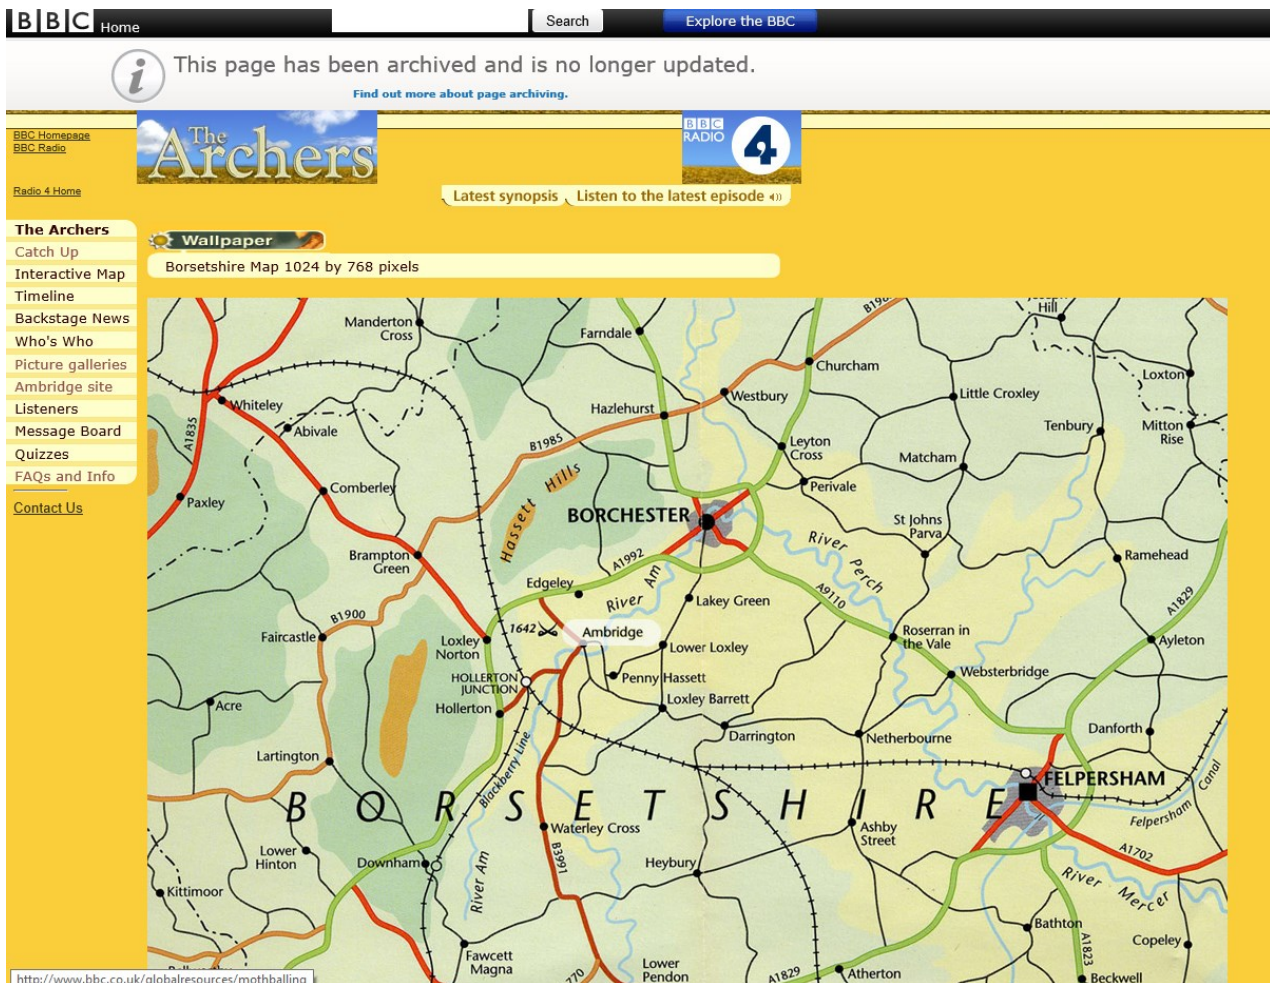 BBC Home
Search
Explore the BBC
This page has been archived and is no longer updated.
Find out more about page archiving.
BBC Homepage
BBC Radio
Radio 4 Home
The Archers
BBC RADIO 4
Latest synopsis
Listen to the latest episode
The Archers
Catch Up
Interactive Map
Timeline
Backstage News
Who's Who
Picture galleries
Ambridge site
Listeners
Message Board
Quizzes
FAQs and Info
Contact Us
Wallpaper
Borsetshire Map 1024 by 768 pixels
Manderton
Cross
Farndale
Hill
Churcham
Loxton
Whiteley
Hazlehurst
Westbury
Little Croxley
A1835
Abivale
B1985
Leyton
Cross
Tenbury
Mitton
Rise
Matcham
Paxley
Comberley
Hassett Hills
Perivale
BORCHESTER
St Johns
Parva
River Perch
Brampton
Green
A1992
Ramehead
Edgeley
River Am
Lakey Green
A9110
A1829
B1900
Faircastle
1642
Ambridge
Loxley
Norton
Lower Loxley
Roserran in
the Vale
Ayleton
HOLLERTON
JUNCTION
Penny Hassett
Websterbridge
Acre
Hollerton
Loxley Barrett
Darrington
Netherbourne
Danforth
Lartington
Blackberry Line
FELPERSHAM
Felpersham Canal
BORSETSHIRE
Waterley Cross
Ashby
Street
Lower
Hinton
Downham
B3991
Heybury
A1702
Kittimoor
River Am
River Mercer
Bathton
Fawcett
Magna
A1823
Copeley
Lower
Pendon
A1829
Atherton
Beckwell
http://www.bbc.co.uk/globalresources/mothballing